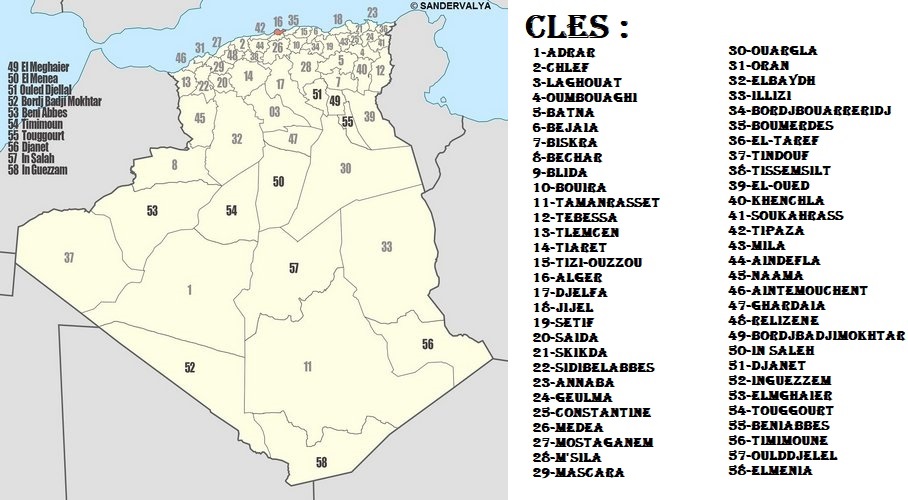 © SANDERVALYA
49 El Meghaier
50 El Menea
51 Ouled Djellal
52 Bordj Badji Mokhtar
53 Beni Abbes
54 Timimoun
55 Touggourt
56 Djanet
57 In Salah
58 In Guezzam
23
16
35
18
42
27
31
46
2
48
44
26
10
34
19
43
25
24
41
36
21
15
6
38
29
13
22
20
14
17
28
5
4
40
12
7
51
49
55
39
45
32
03
47
30
8
50
53
54
37
33
57
1
56
52
11
58
CLES :
1-ADRAR
2-CHLEF
3-LAGHOUAT
4-OUMBOUAGHI
5-BATNA
6-BEJAIA
7-BISKRA
8-BECHAR
9-BLIDA
10-BOUIRA
11-TAMANRASSET
12-TEBESSA
13-TLEMCEN
14-TIARET
15-TIZI-OUZZOU
16-ALGER
17-DJELFA
18-JIJEL
19-SETIF
20-SAIDA
21-SKIKDA
22-SIDIBELABBES
23-ANNABA
24-GEULMA
25-CONSTANTINE
26-MEDEA
27-MOSTAGANEM
28-M'SILA
29-MASCARA
30-OUARGLA
31-ORAN
32-ELBAYDH
33-ILLIZI
34-BORDJBOUARRERIDJ
35-BOUMERDES
36-EL-TAREF
37-TINDOUF
38-TISSEMSILT
39-EL-OUED
40-KHENCHLA
41-SOUKAHRASS
42-TIPAZA
43-MILA
44-AINDEFLA
45-NAAMA
46-AINTEMOUCHENT
47-GHARDAIA
48-RELIZENE
49-BORDJBADJIMOKHTAR
50-IN SALEH
51-DJANET
52-INGUEZZEM
53-ELMGHAIER
54-TOUGGOURT
55-BENIABBES
56-TIMIMOUNE
57-OULDDJELEL
58-ELMENIA